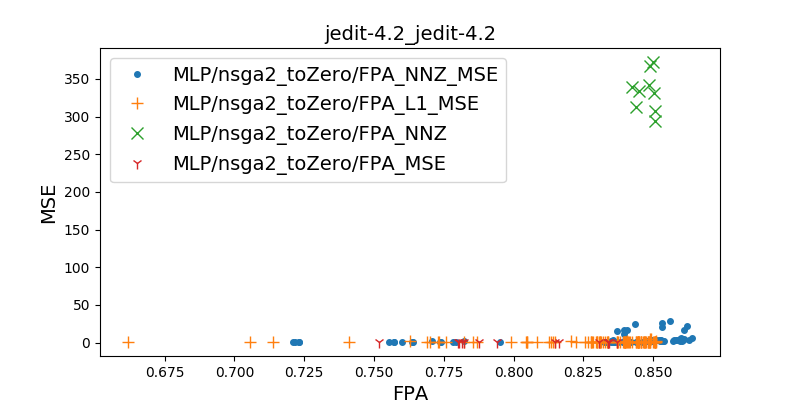 jedit-4.2_jedit-4.2
MLP/nsga2_toZero/FPA_NNZ_MSE
MLP/nsga2_toZero/FPA_L1_MSE
MLP/nsga2_toZero/FPA_NNZ
MLP/nsga2_toZero/FPA_MSE
MSE
350
300
250
200
150
100
50
0
0.675 0.700 0.725 0.750 0.775 0.800 0.825 0.850
FPA